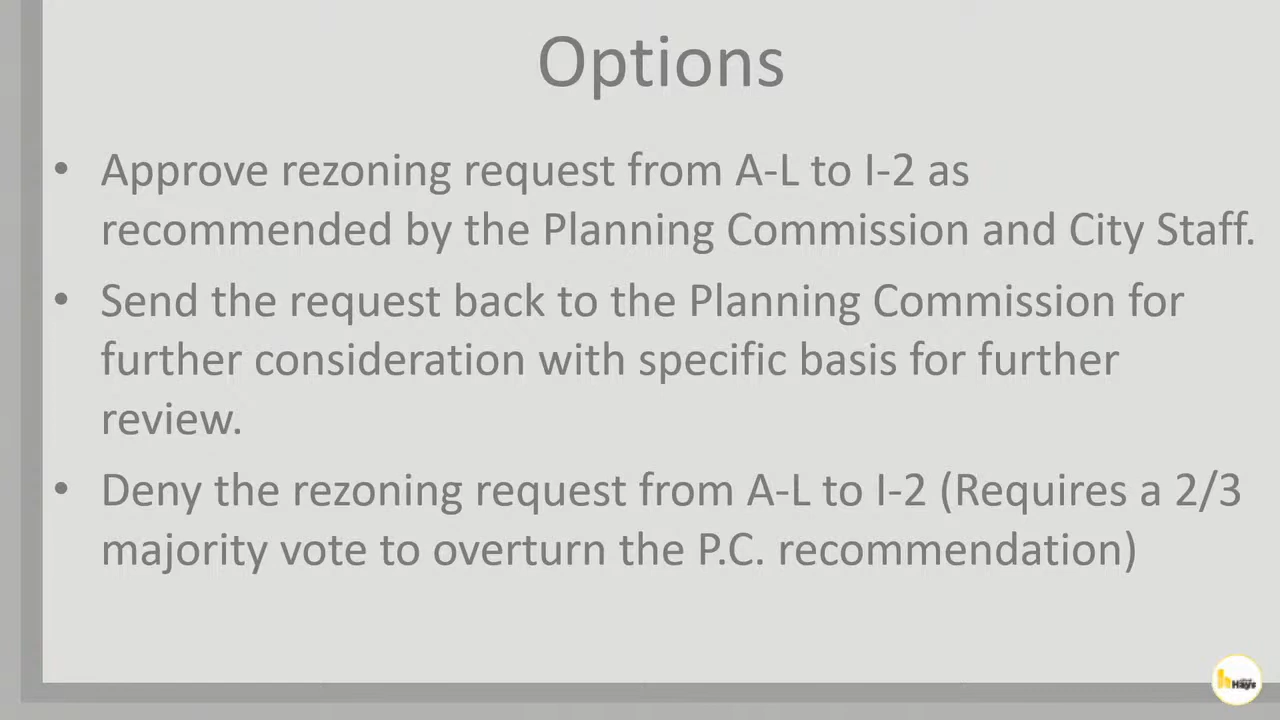 Options
• Approve rezoning request from A-L to I-2 as
recommended by the Planning Commission and City Staff.
• Send the request back to the Planning Commission for
further consideration with specific basis for further
review.
• Deny the rezoning request from A-L to I-2 (Requires a 2/3
majority vote to overturn the P.C. recommendation)
Hays